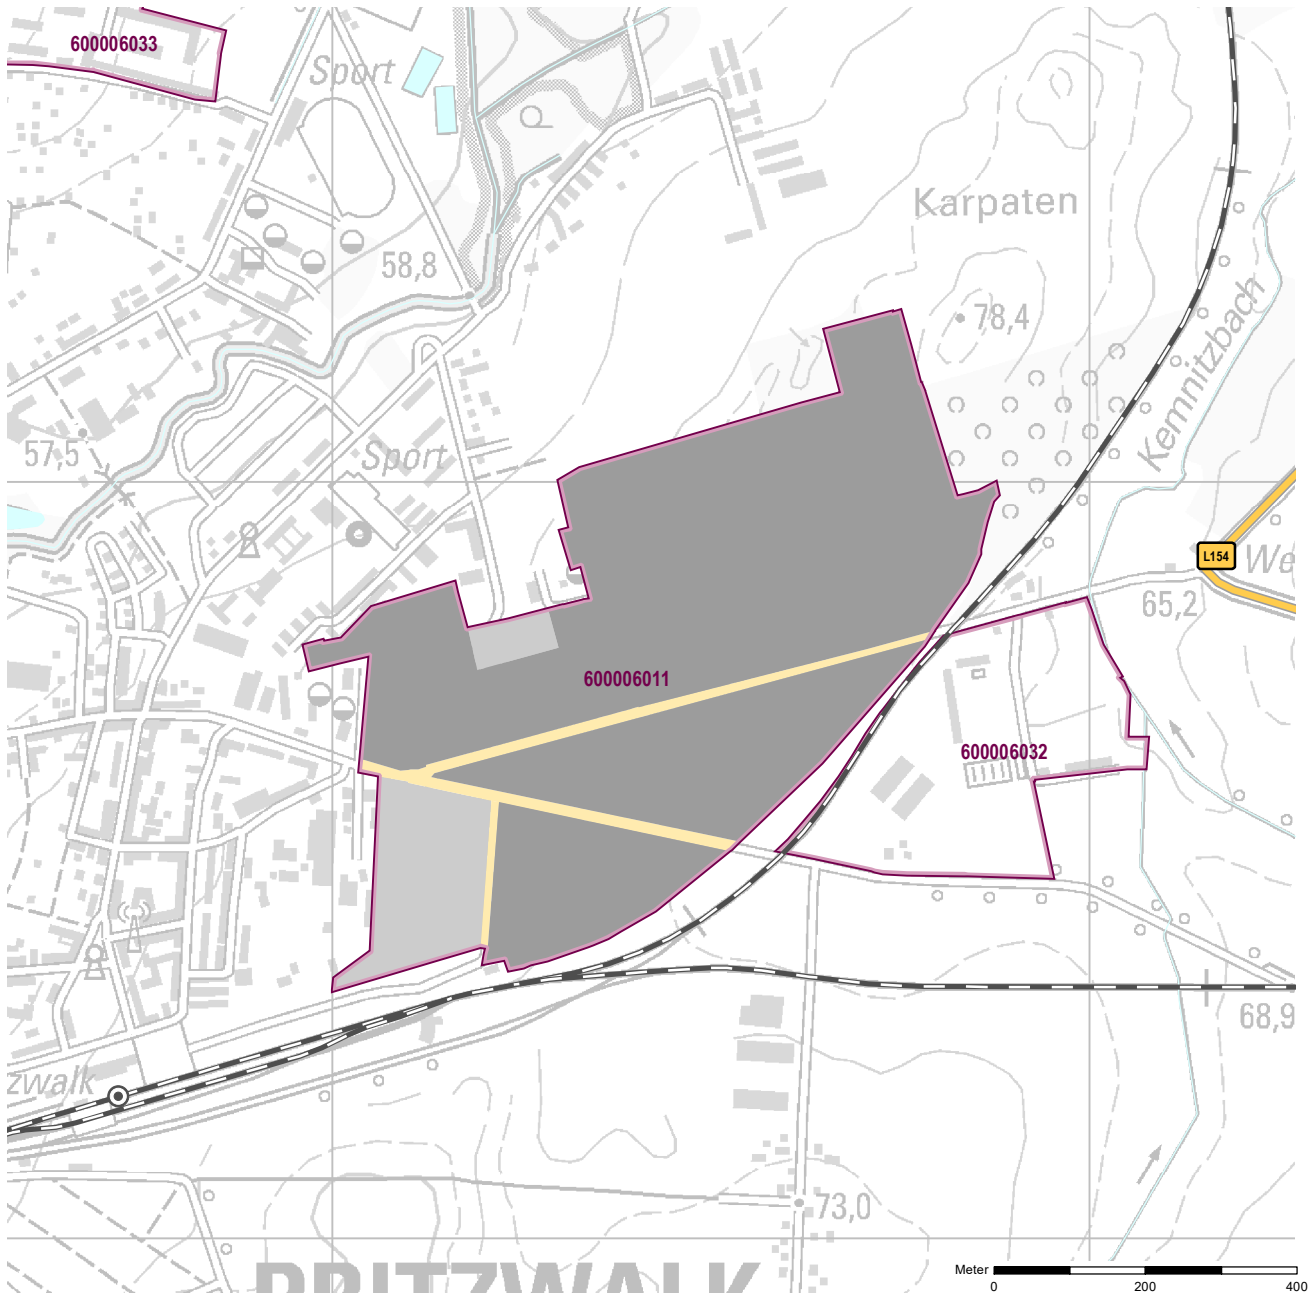 600006033
Sport
Karpaten
58,8
78,4
Kemnitzbach
57,5
Sport
L154
We
65,2
600006011
600006032
68,9
zwalk
73,0
PRITZWALK
Meter
0
200
400